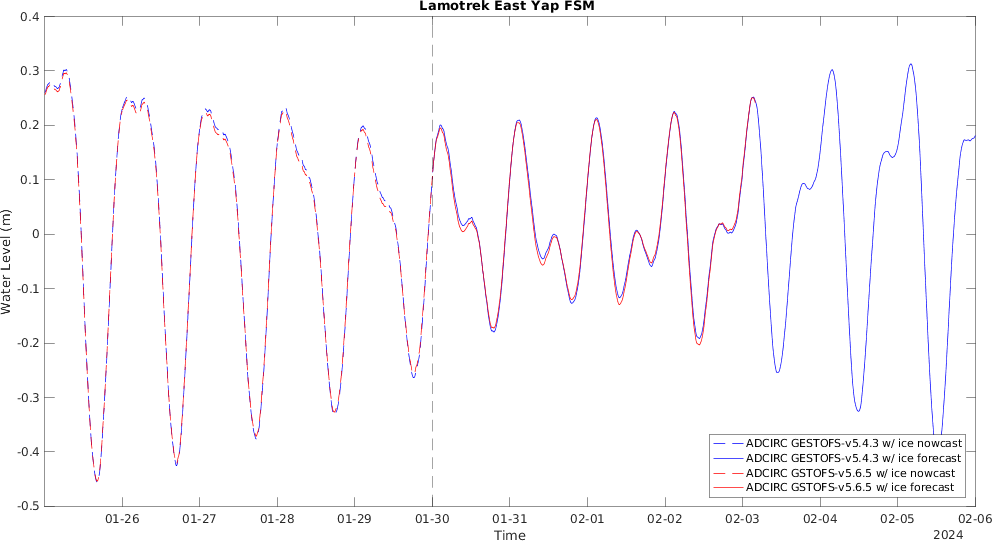 Lamotrek East Yap FSM
0.4
0.3
0.2
0.1
0
-0.1
-0.2
-0.3
-0.4
-0.5
Water Level (m)
ADCIRC GESTOFS-v5.4.3 w/ ice nowcast
ADCIRC GESTOFS-v5.4.3 w/ ice forecast
ADCIRC GSTOFS-v5.6.5 w/ ice nowcast
ADCIRC GSTOFS-v5.6.5 w/ ice forecast
01-26 01-27 01-28 01-29 01-30 01-31 02-01 02-02 02-03 02-04 02-05 02-06
Time
2024